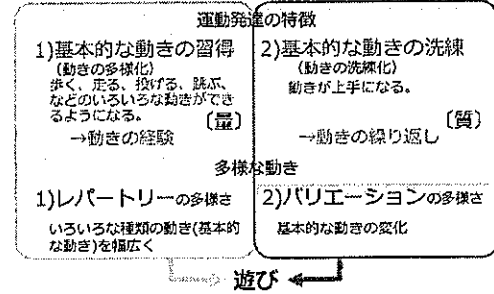 運動発達の特徴
1)基本的な動きの習得
(動きの多様化)
歩く、走る、投げる、跳ぶ、
などのいろいろな動きができ
るようになる。
〔量〕
→動きの経験
2)基本的な動きの洗練
(動きの洗練化)
動きが上手になる。
〔質〕
→動きの繰り返し
多様な動き
1)レパートリーの多様さ
いろいろな種類の動き(基本的
な動き)を幅広く
2)バリエーションの多様さ
基本的な動きの変化
遊び